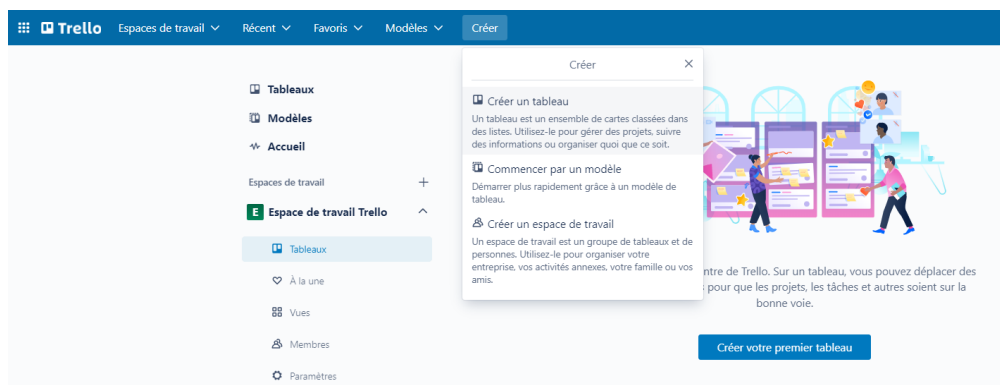 Trello Espaces de travail Récent Favoris Modèles Créer
Tableaux
Modèles
Accueil
Espaces de travail
E Espace de travail Trello
Tableaux
À la une
Vues
Membres
Paramètres
Créer
Créer un tableau
Un tableau est un ensemble de cartes classées dans
des listes. Utilisez-le pour gérer des projets, suivre
des informations ou organiser quoi que ce soit.
Commencer par un modèle
Démarrer plus rapidement grâce à un modèle de
tableau.
Créer un espace de travail
Un espace de travail est un groupe de tableaux et de
personnes. Utilisez-le pour organiser votre
entreprise, vos activités annexes, votre famille ou vos
amis.
de Trello. Sur un tableau, vous pouvez déplacer des
pour que les projets, les tâches et autres soient sur la
bonne voie.
Créer votre premier tableau